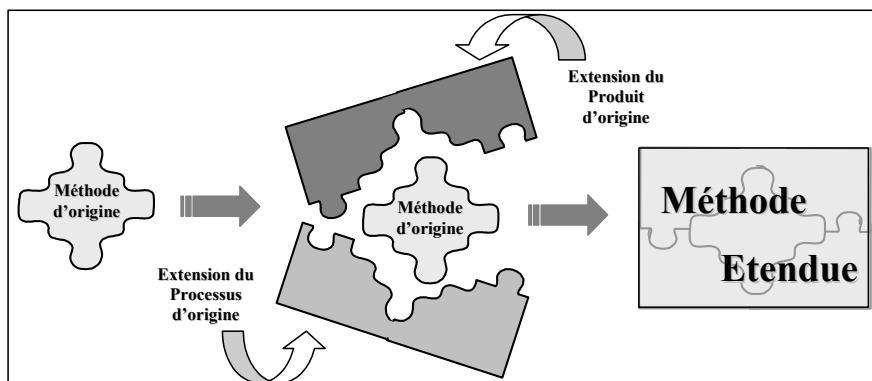 Extension du
Produit
d'origine
Méthode
d'origine
Méthode
d'origine
Extension du
Processus
d'origine
Méthode
Etendue